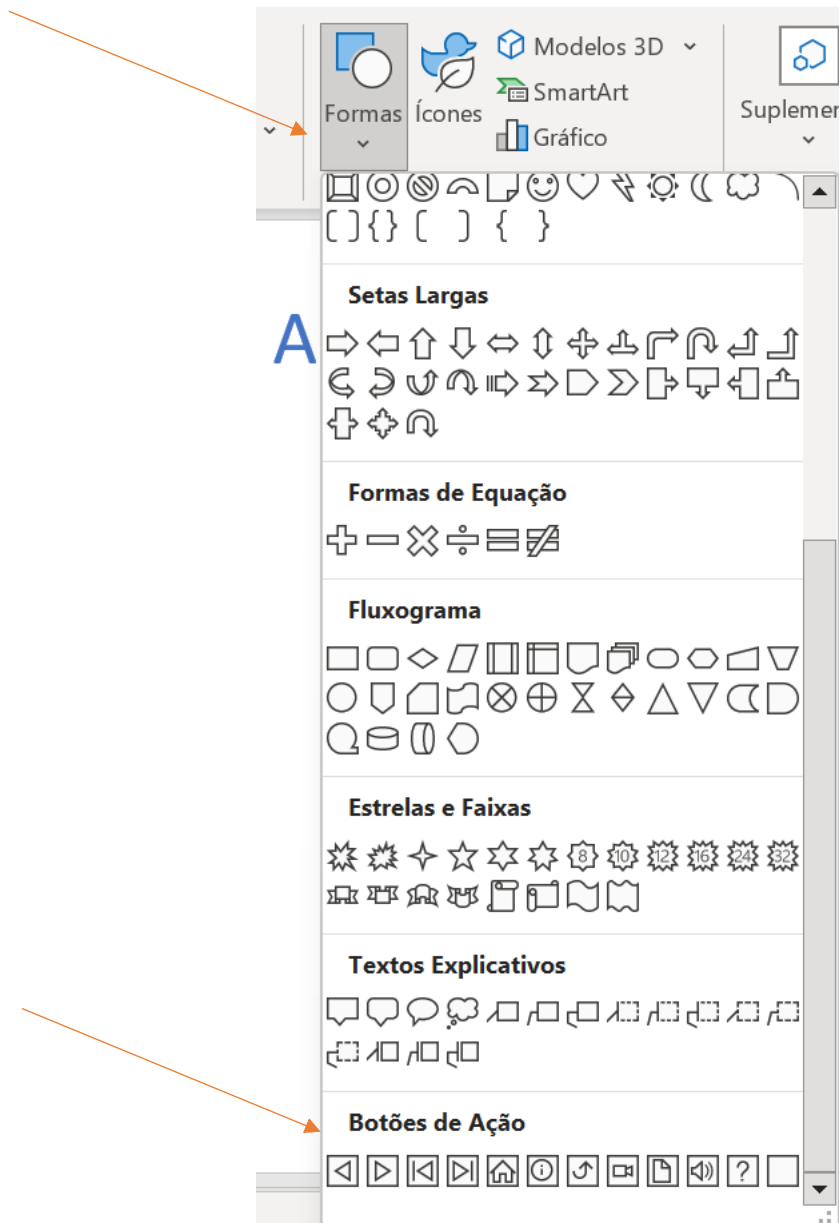 Modelos 3D
SmartArt
Gráfico
Formas
Ícones
Suplemen
A
Setas Largas
Formas de Equação
Fluxograma
Estrelas e Faixas
8 10 12 16 24 32
Textos Explicativos
Botões de Ação
?